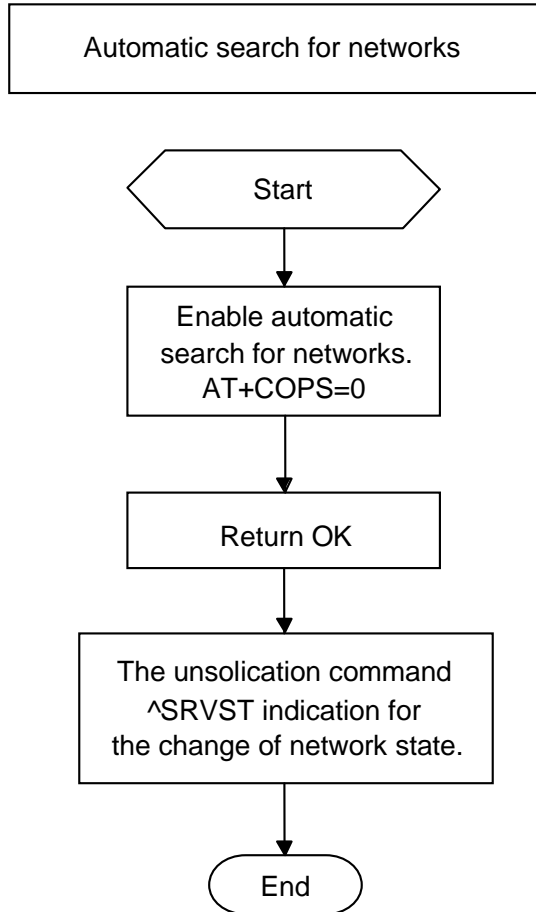 Automatic search for networks
Start
Enable automatic
search for networks.
AT+COPS=0
Return OK
The unsolication command
^SRVST indication for
the change of network state.
End